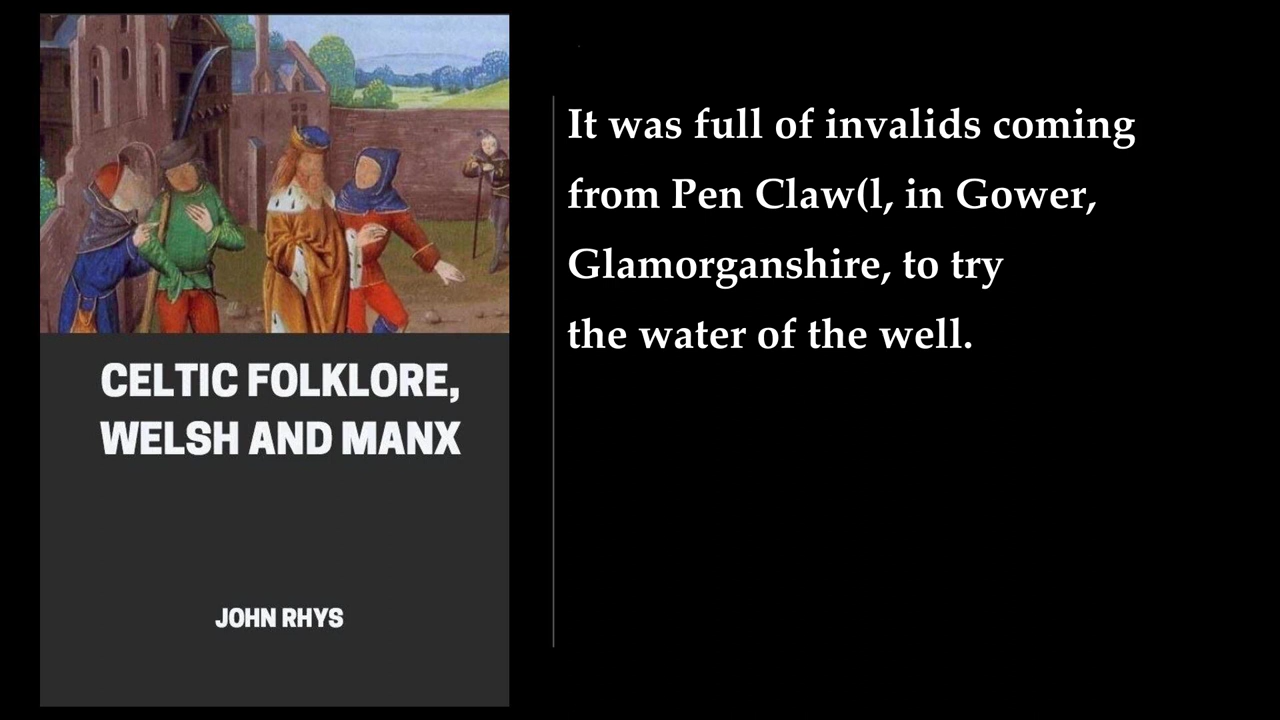 CELTIC FOLKLORE,
WELSH AND MANX
JOHN RHYS
It was full of invalids coming
from Pen Claw(l, in Gower,
Glamorganshire, to try
the water of the well.